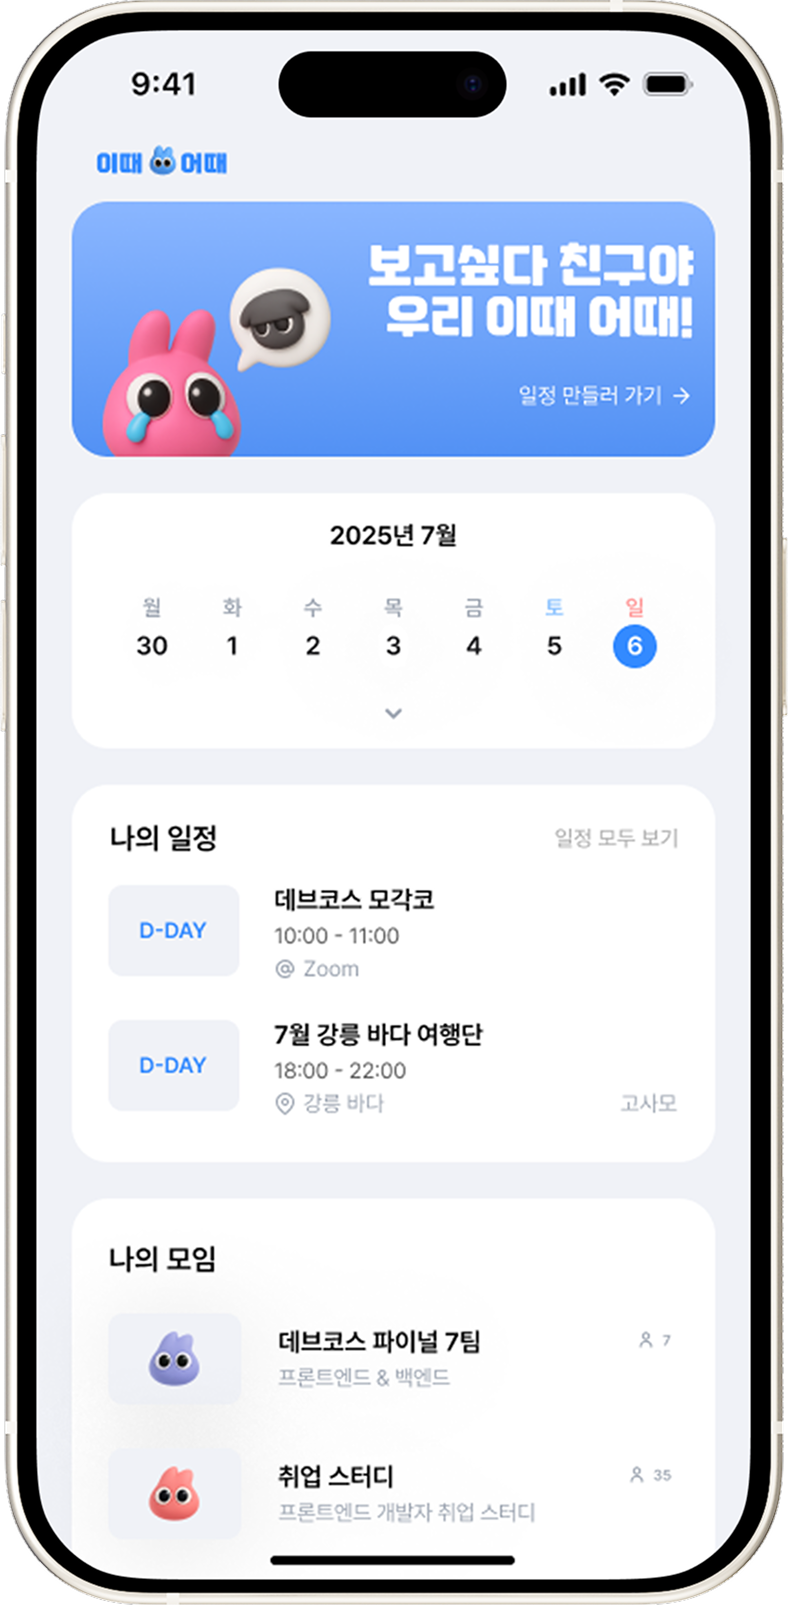 9:41
이때 어때
보고싶다 친구야
우리 이때 어때!
일정 만들러 가기 →
2025년 7월
월 화 수 목 금 토 일
30 1 2 3 4 5 6
나의 일정 일정 모두 보기
D-DAY
데브코스 모각코
10:00 - 11:00
@ Zoom
D-DAY
7월 강릉 바다 여행단
18:00 - 22:00
강릉 바다 고사모
나의 모임
데브코스 파이널 7팀 7
프론트엔드 & 백엔드
취업 스터디 35
프론트엔드 개발자 취업 스터디